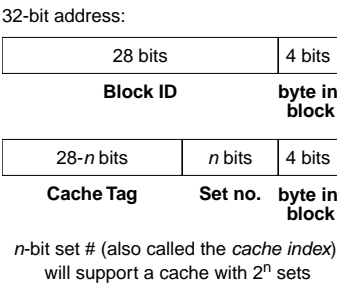 32-bit address:
28 bits 4 bits
Block ID byte in
block
28-n bits n bits 4 bits
Cache Tag Set no. byte in
block
n-bit set # (also called the cache index)
will support a cache with 2ⁿ sets